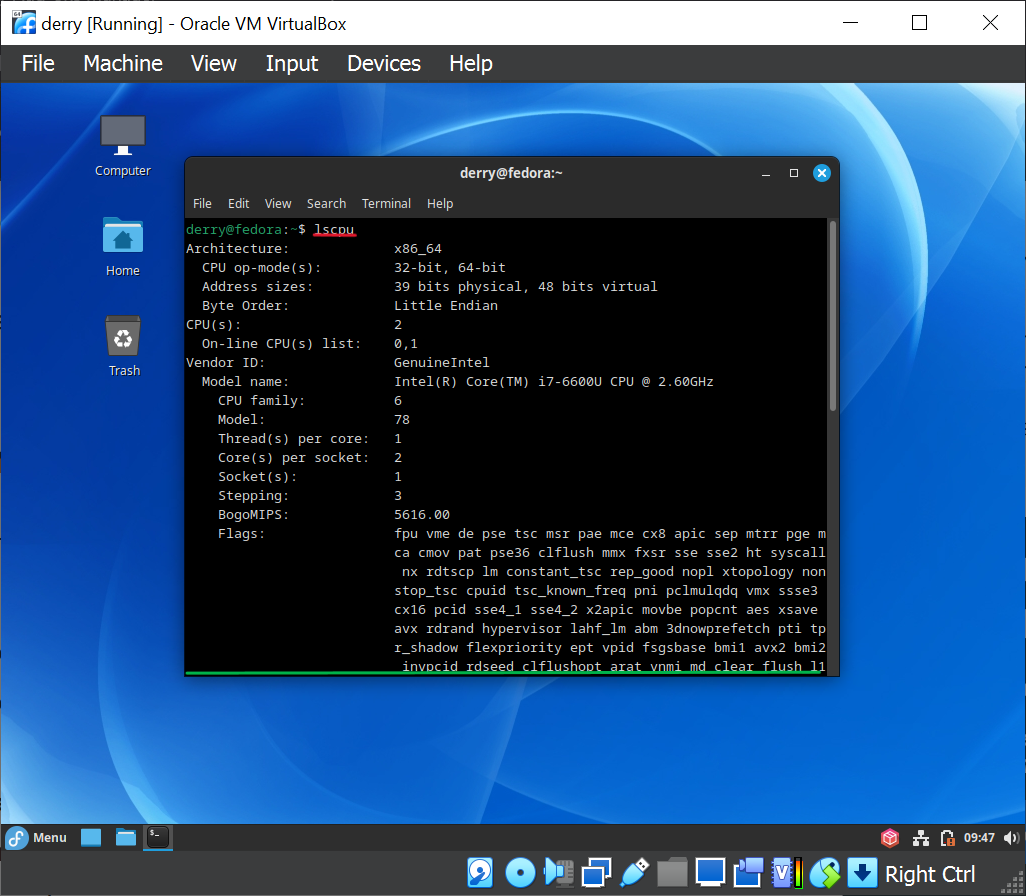 derry [Running] - Oracle VM VirtualBox
File Machine View Input Devices Help
Computer
Home
Trash
derry@fedora:~
File Edit View Search Terminal Help
derry@fedora:~$ lscpu
Architecture: x86_64
CPU op-mode(s): 32-bit, 64-bit
Address sizes: 39 bits physical, 48 bits virtual
Byte Order: Little Endian
CPU(s): 2
On-line CPU(s) list: 0,1
Vendor ID: GenuineIntel
Model name: Intel(R) Core(TM) i7-6600U CPU @ 2.60GHz
CPU family: 6
Model: 78
Thread(s) per core: 1
Core(s) per socket: 2
Socket(s): 1
Stepping: 3
BogoMIPS: 5616.00
Flags: fpu vme de pse tsc msr pae mce cx8 apic sep mtrr pge m
ca cmov pat pse36 clflush mmx fxsr sse sse2 ht syscall
nx rdtscp lm constant_tsc rep_good nopl xtopology non
stop_tsc cpuid tsc_known_freq pni pclmulqdq vmx ssse3
cx16 pcid sse4_1 sse4_2 x2apic movbe popcnt aes xsave
avx rdrand hypervisor lahf_lm abm 3dnowprefetch pti tp
r_shadow flexpriority ept vpid fsgsbase bmi1 avx2 bmi2
invpcid rdseed clflushopt arat vnmi md_clear flush_l1
Menu
09:47
Right Ctrl